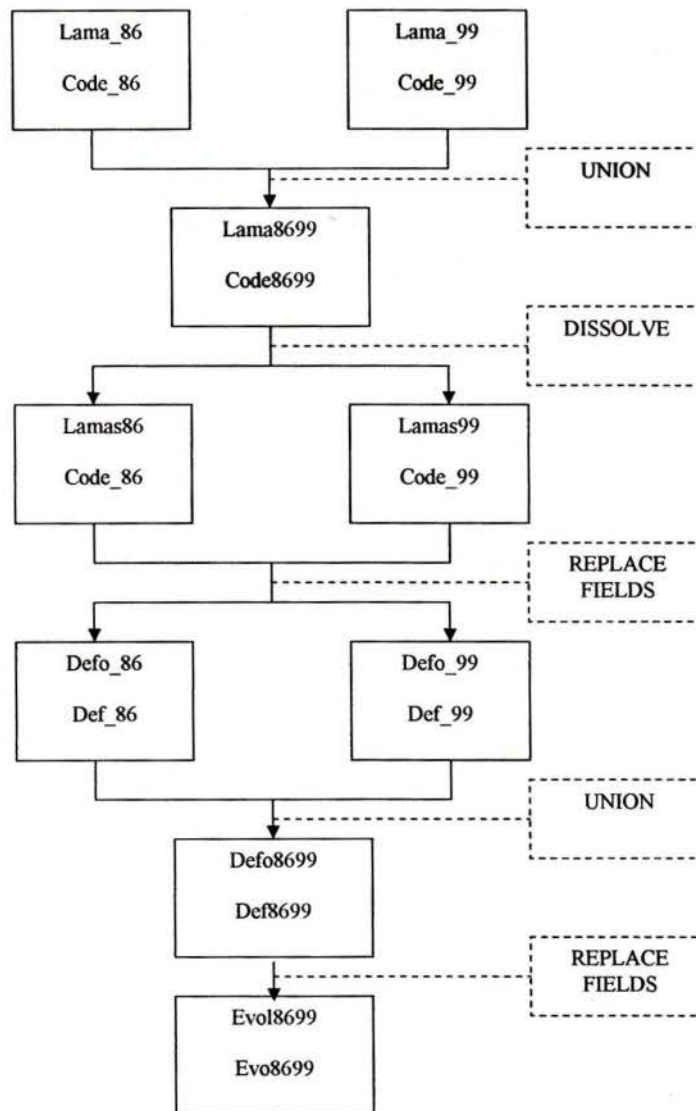 Lama_86
Code_86
Lama_99
Code_99
UNION
Lama8699
Code8699
DISSOLVE
Lamas86
Code_86
Lamas99
Code_99
REPLACE
FIELDS
Defo_86
Def_86
Defo_99
Def_99
UNION
Defo8699
Def8699
REPLACE
FIELDS
Evol8699
Evo8699